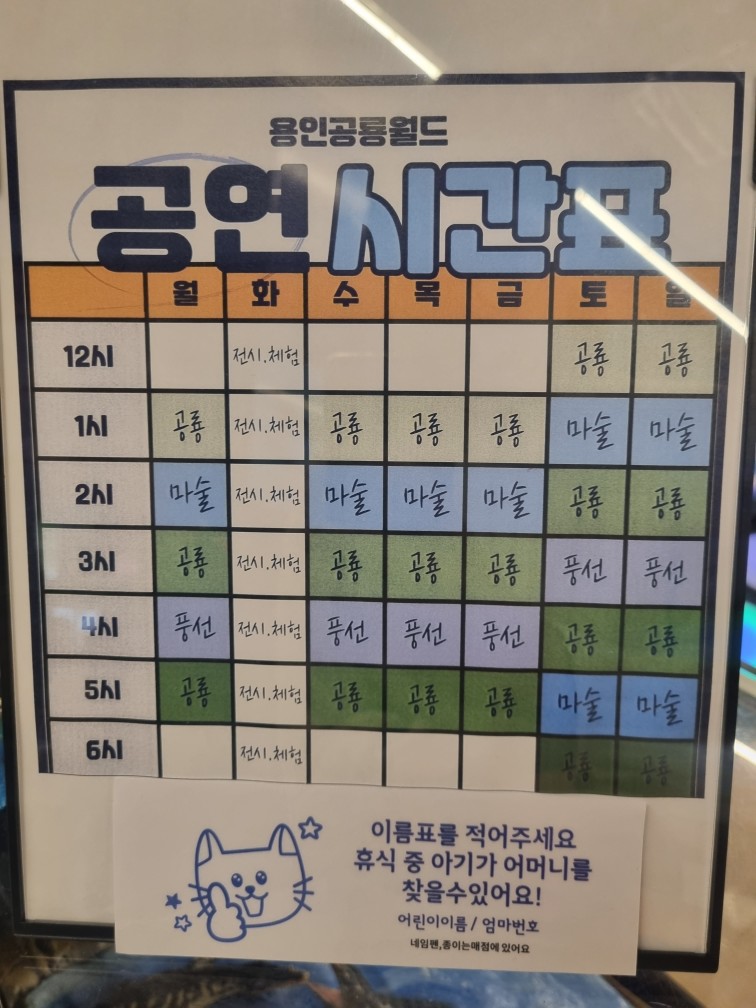 용인공룡월드
공연 시간표
월 화 수 목 금 토 일
12시 전시.체험 공룡 공룡
1시 공룡 전시.체험 공룡 공룡 공룡 마술 마술
2시 마술 전시.체험 마술 마술 마술 공룡 공룡
3시 공룡 전시.체험 공룡 공룡 공룡 풍선 풍선
4시 풍선 전시.체험 풍선 풍선 풍선 공룡 공룡
5시 공룡 전시.체험 공룡 공룡 공룡 마술 마술
6시 전시.체험 공룡 공룡
이름표를 적어주세요
휴식 중 아기가 어머니를
찾을수있어요!
어린이이름 / 엄마번호
네임펜,종이는매점에 있어요